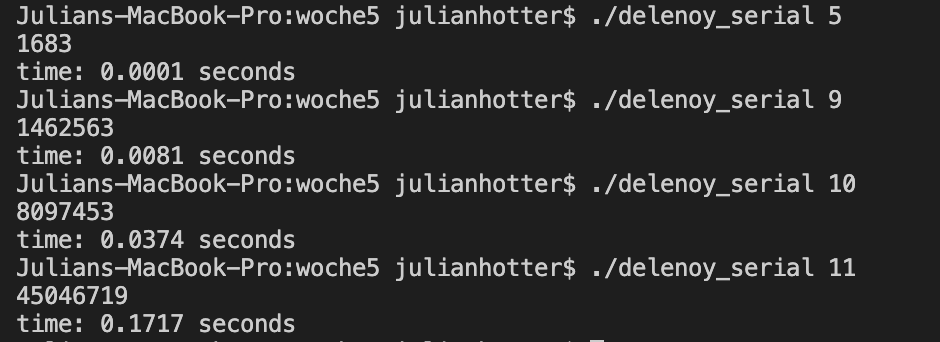 Julians-MacBook-Pro:woche5 julianhotter$ ./delenoy_serial 5
1683
time: 0.0001 seconds
Julians-MacBook-Pro:woche5 julianhotter$ ./delenoy_serial 9
1462563
time: 0.0081 seconds
Julians-MacBook-Pro:woche5 julianhotter$ ./delenoy_serial 10
8097453
time: 0.0374 seconds
Julians-MacBook-Pro:woche5 julianhotter$ ./delenoy_serial 11
45046719
time: 0.1717 seconds